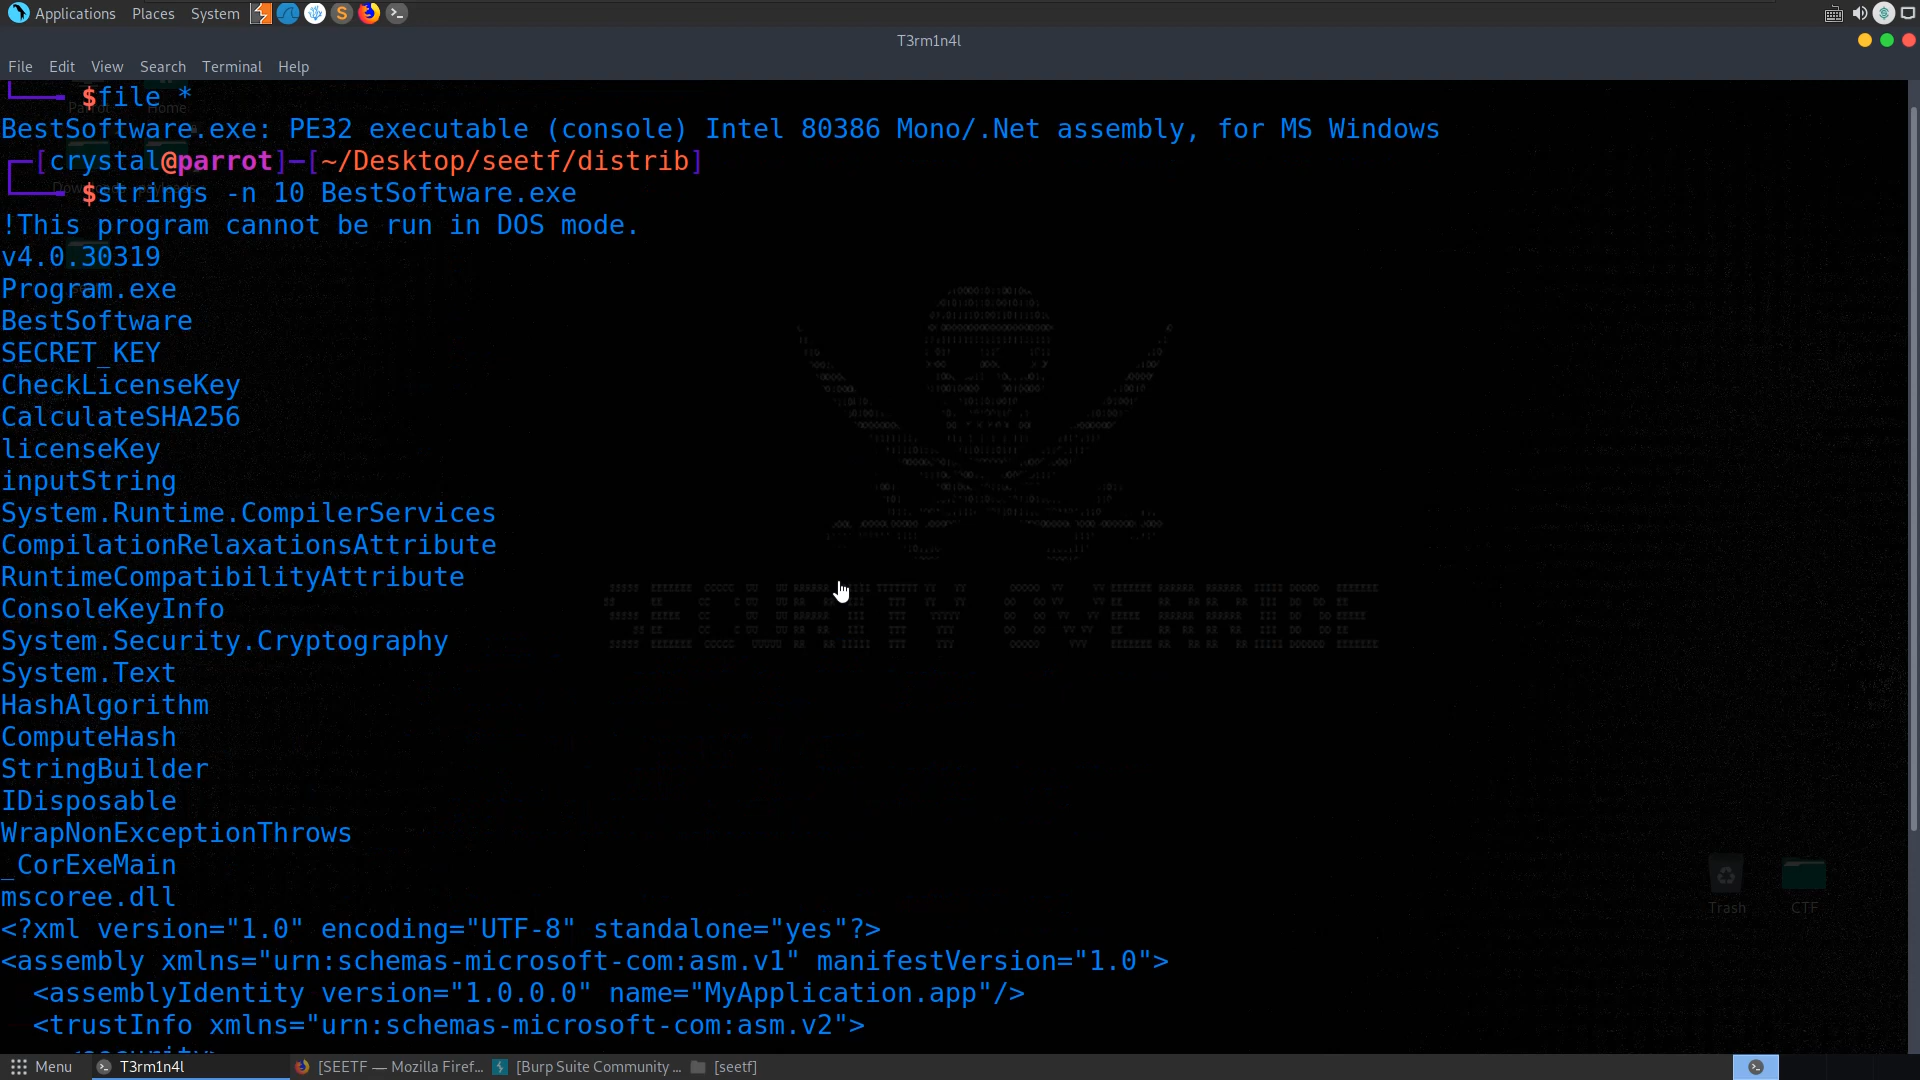 Applications Places System
T3rm1n4l
File Edit View Search Terminal Help
└──╼ $file *
BestSoftware.exe: PE32 executable (console) Intel 80386 Mono/.Net assembly, for MS Windows
┌─[crystal@parrot]─[~/Desktop/seetf/distrib]
└──╼ $strings -n 10 BestSoftware.exe
!This program cannot be run in DOS mode.
v4.0.30319
Program.exe
BestSoftware
SECRET_KEY
CheckLicenseKey
CalculateSHA256
licenseKey
inputString
System.Runtime.CompilerServices
CompilationRelaxationsAttribute
RuntimeCompatibilityAttribute
ConsoleKeyInfo
System.Security.Cryptography
System.Text
HashAlgorithm
ComputeHash
StringBuilder
IDisposable
WrapNonExceptionThrows
_CorExeMain
mscoree.dll
<?xml version="1.0" encoding="UTF-8" standalone="yes"?>
<assembly xmlns="urn:schemas-microsoft-com:asm.v1" manifestVersion="1.0">
<assemblyIdentity version="1.0.0.0" name="MyApplication.app"/>
<trustInfo xmlns="urn:schemas-microsoft-com:asm.v2">
<security>
SECURITY OVERRIDE
Home
Trash CTF
Menu T3rm1n4l [SEETF — Mozilla Firef... [Burp Suite Community ... [seetf]